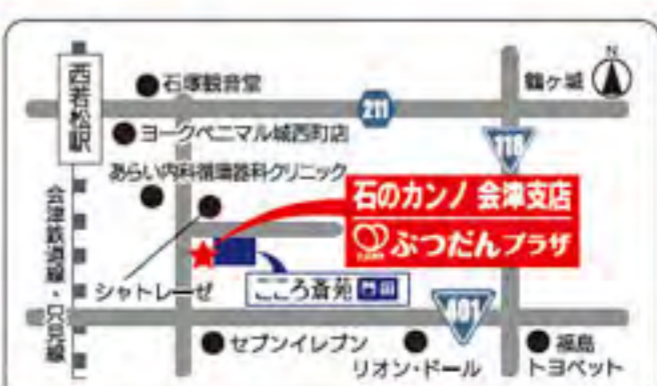 N
西若松駅
石塚観音堂
鶴ヶ城
211
ヨークベニマル城西町店
118
あらい内科循環器科クリニック
石のカンノ 会津支店
ぶつだんプラザ
会津鉄道線・只見線
シャトレーゼ
こころ斎苑 門田
401
セブンイレブン
リオン・ドール
福島
トヨペット